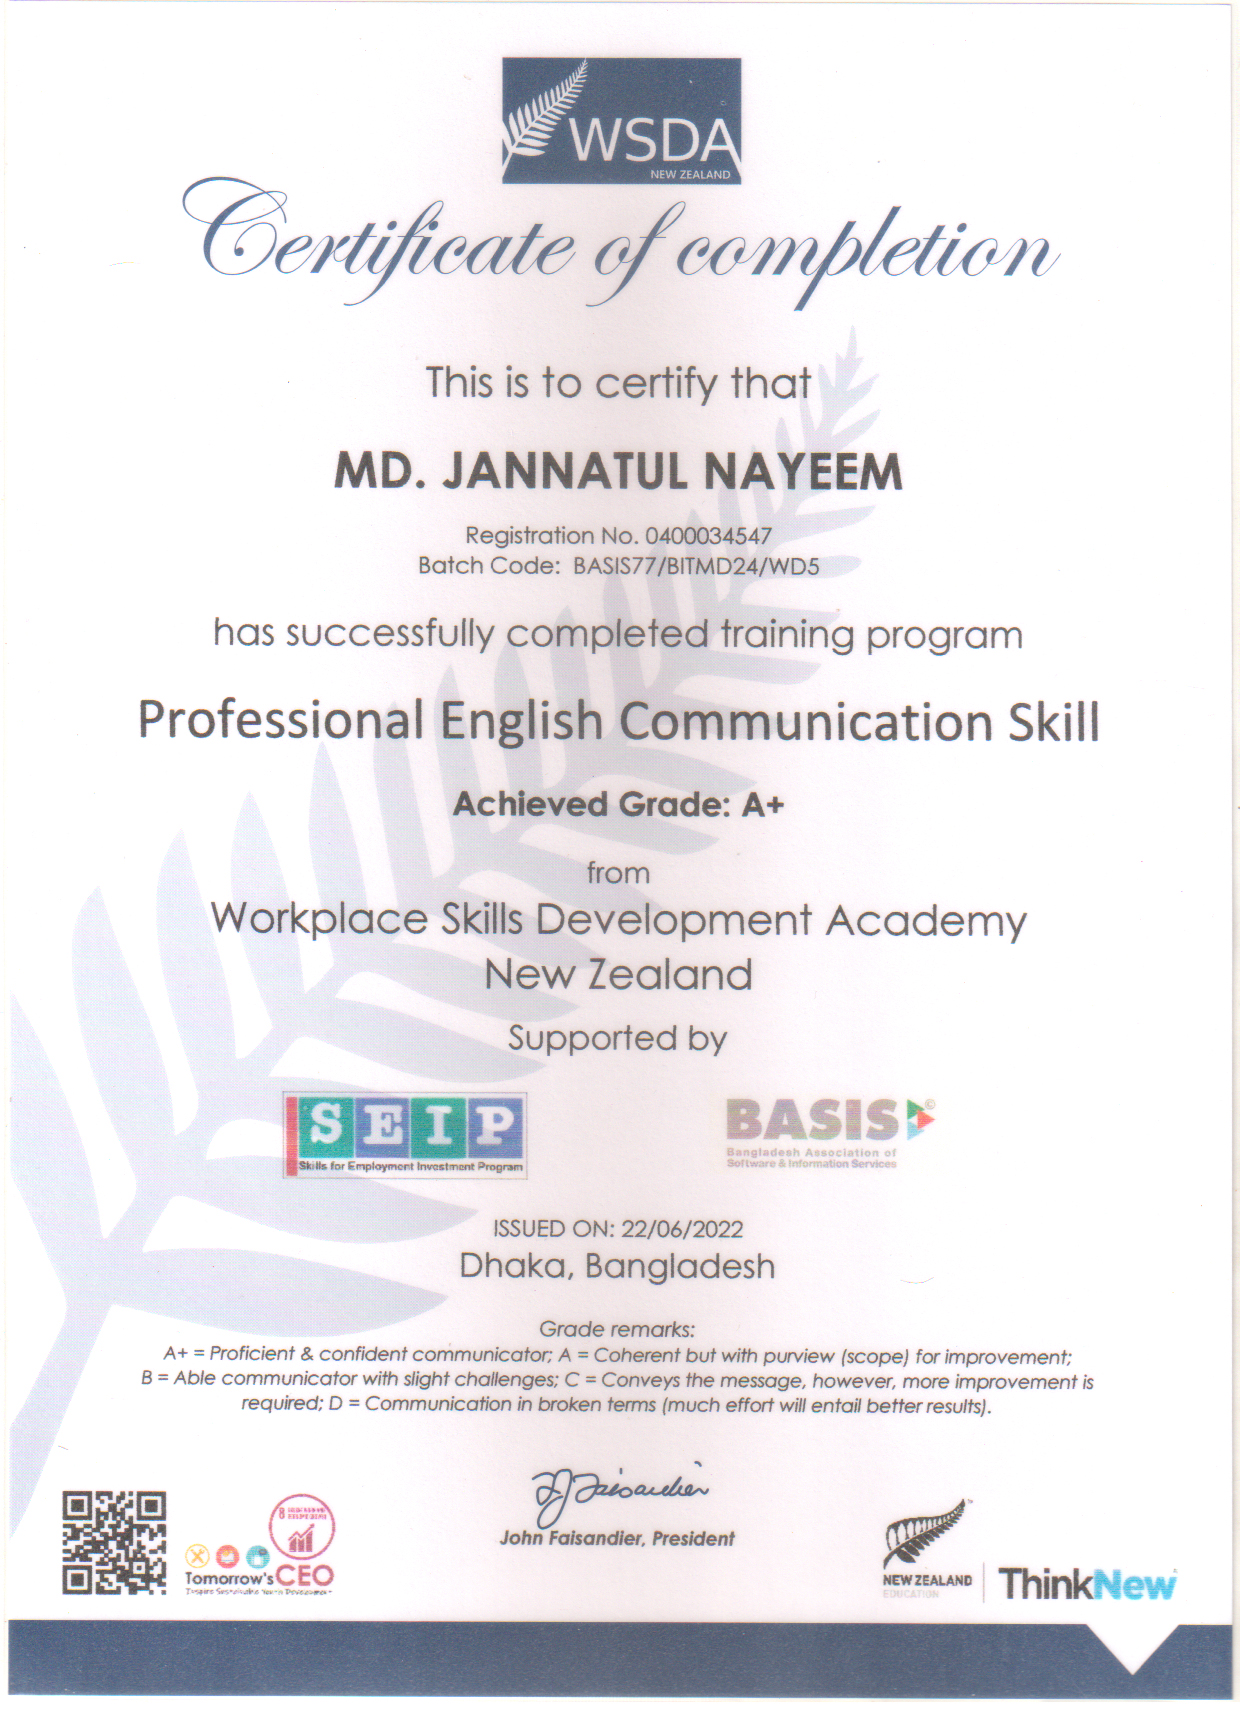 WSDA
NEW ZEALAND
Certificate of completion
This is to certify that
MD. JANNATUL NAYEEM
Registration No. 0400034547
Batch Code: BASIS77/BITMD24/WD5
has successfully completed training program
Professional English Communication Skill
Achieved Grade: A+
from
Workplace Skills Development Academy
New Zealand
Supported by
SEIP
Skills for Employment Investment Program
BASIS
Bangladesh Association of
Software & Information Services
ISSUED ON: 22/06/2022
Dhaka, Bangladesh
Grade remarks:
A+ = Proficient & confident communicator; A = Coherent but with purview (scope) for improvement;
B = Able communicator with slight challenges; C = Conveys the message, however, more improvement is
required; D = Communication in broken terms (much effort will entail better results).
John Faisandier, President
8
Tomorrow's CEO
NEW ZEALAND
EDUCATION
ThinkNew